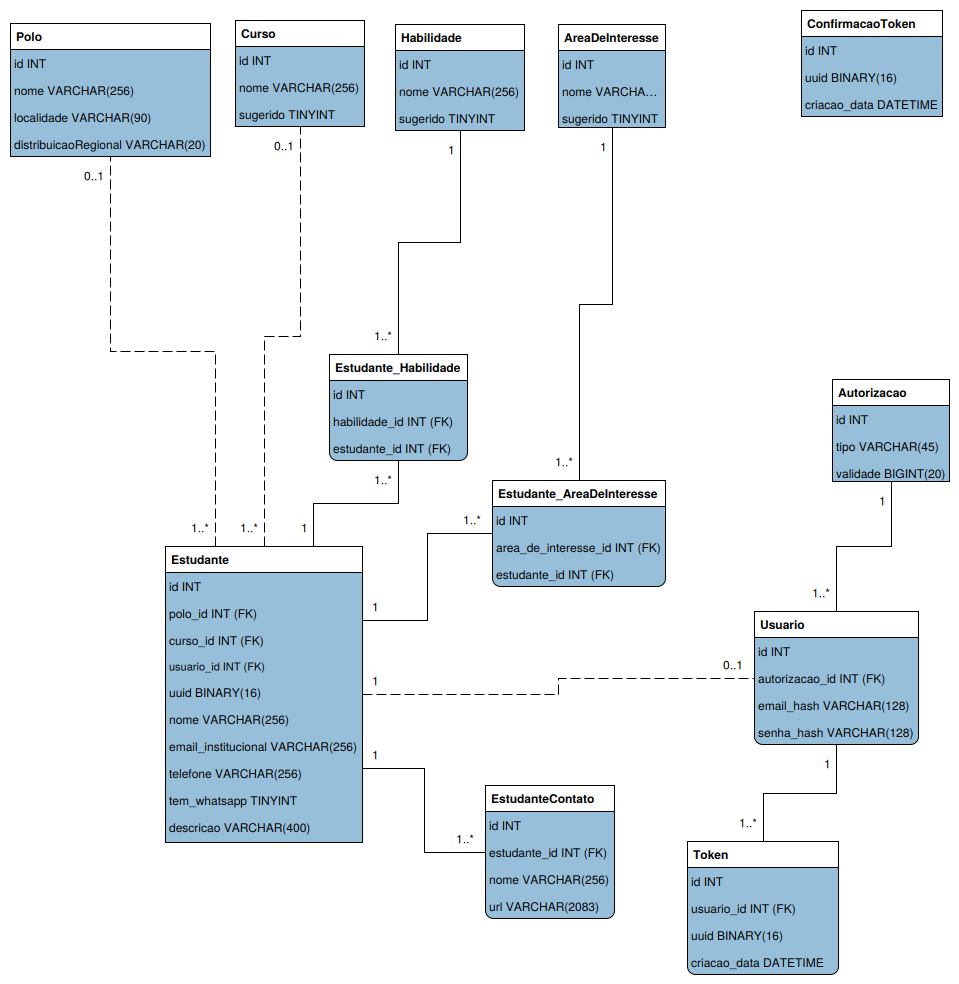 Polo
id INT
nome VARCHAR(256)
localidade VARCHAR(90)
distribuicaoRegional VARCHAR(20)
0..1
Curso
id INT
nome VARCHAR(256)
sugerido TINYINT
0..1
Habilidade
id INT
nome VARCHAR(256)
sugerido TINYINT
1
AreaDeInteresse
id INT
nome VARCHA...
sugerido TINYINT
1
ConfirmacaoToken
id INT
uuid BINARY(16)
criacao_data DATETIME
1..*
Estudante_Habilidade
id INT
habilidade_id INT (FK)
estudante_id INT (FK)
1..*
1..*
Estudante_AreaDeInteresse
id INT
area_de_interesse_id INT (FK)
estudante_id INT (FK)
1..*
Autorizacao
id INT
tipo VARCHAR(45)
validade BIGINT(20)
1
1..*
1..*
1
Estudante
id INT
polo_id INT (FK)
curso_id INT (FK)
usuario_id INT (FK)
uuid BINARY(16)
nome VARCHAR(256)
email_institucional VARCHAR(256)
telefone VARCHAR(256)
tem_whatsapp TINYINT
descricao VARCHAR(400)
1
1
1
1..*
Usuario
id INT
autorizacao_id INT (FK)
email_hash VARCHAR(128)
senha_hash VARCHAR(128)
0..1
1
1..*
EstudanteContato
id INT
estudante_id INT (FK)
nome VARCHAR(256)
url VARCHAR(2083)
1..*
Token
id INT
usuario_id INT (FK)
uuid BINARY(16)
criacao_data DATETIME